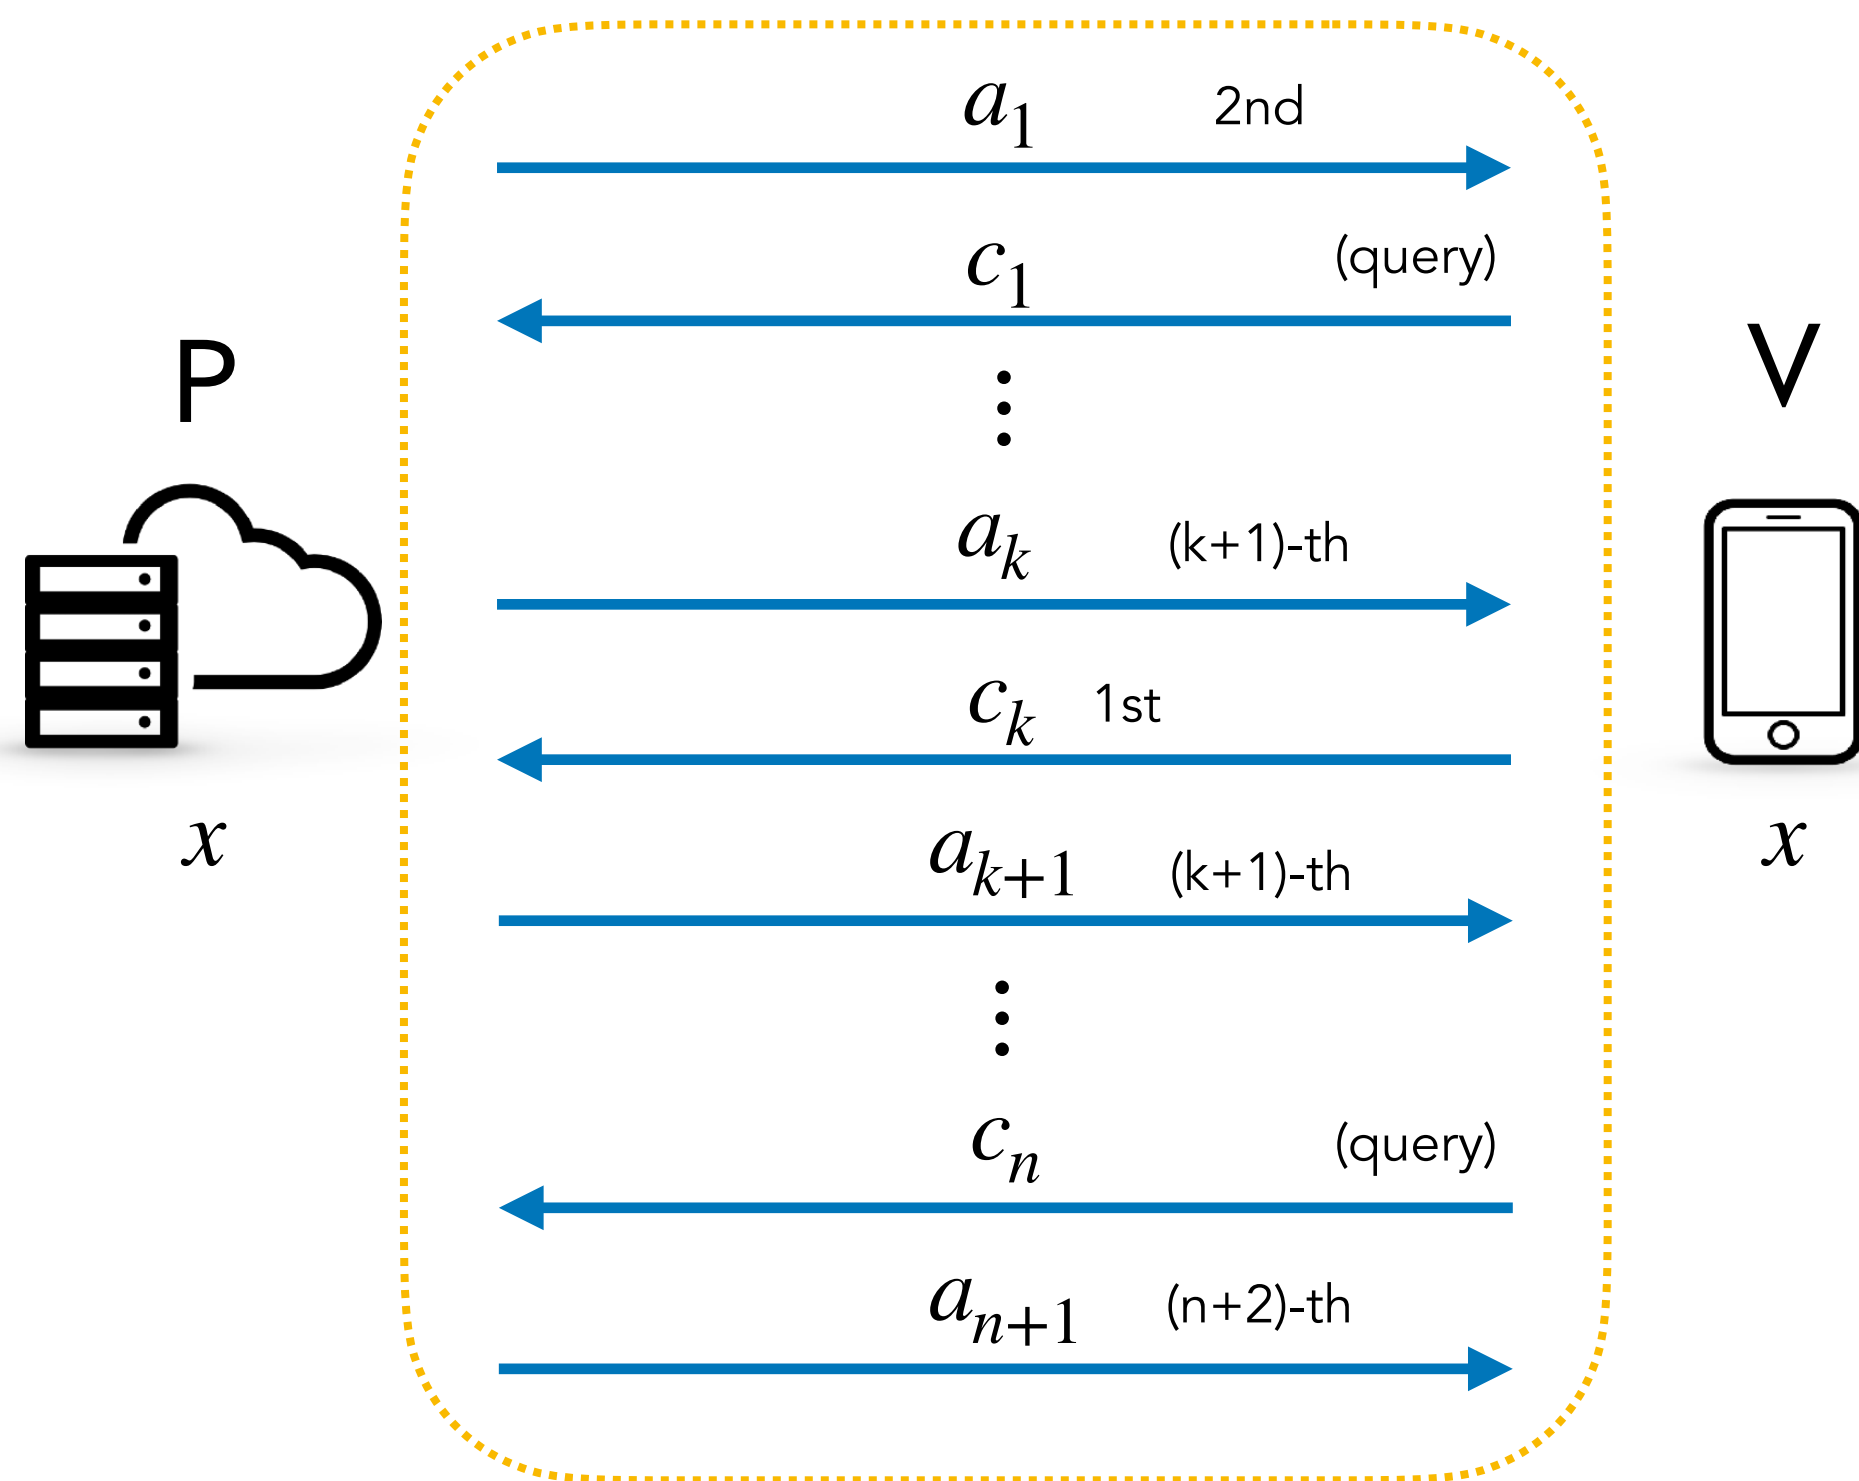 a₁ 2nd
c₁ (query)
P
V
⋮
aₖ (k+1)-th
cₖ 1st
x
x
aₖ₊₁ (k+1)-th
⋮
cₙ (query)
aₙ₊₁ (n+2)-th